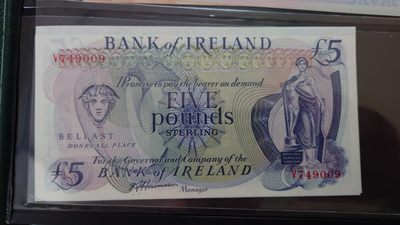 BANK of IRELAND
V749009
£5
I Promise to pay the bearer on demand
FIVE
pounds
STERLING
BELFAST
DONEGALL PLACE
For the Governor and Company of the
£5
BANK of IRELAND
V749009
Manager